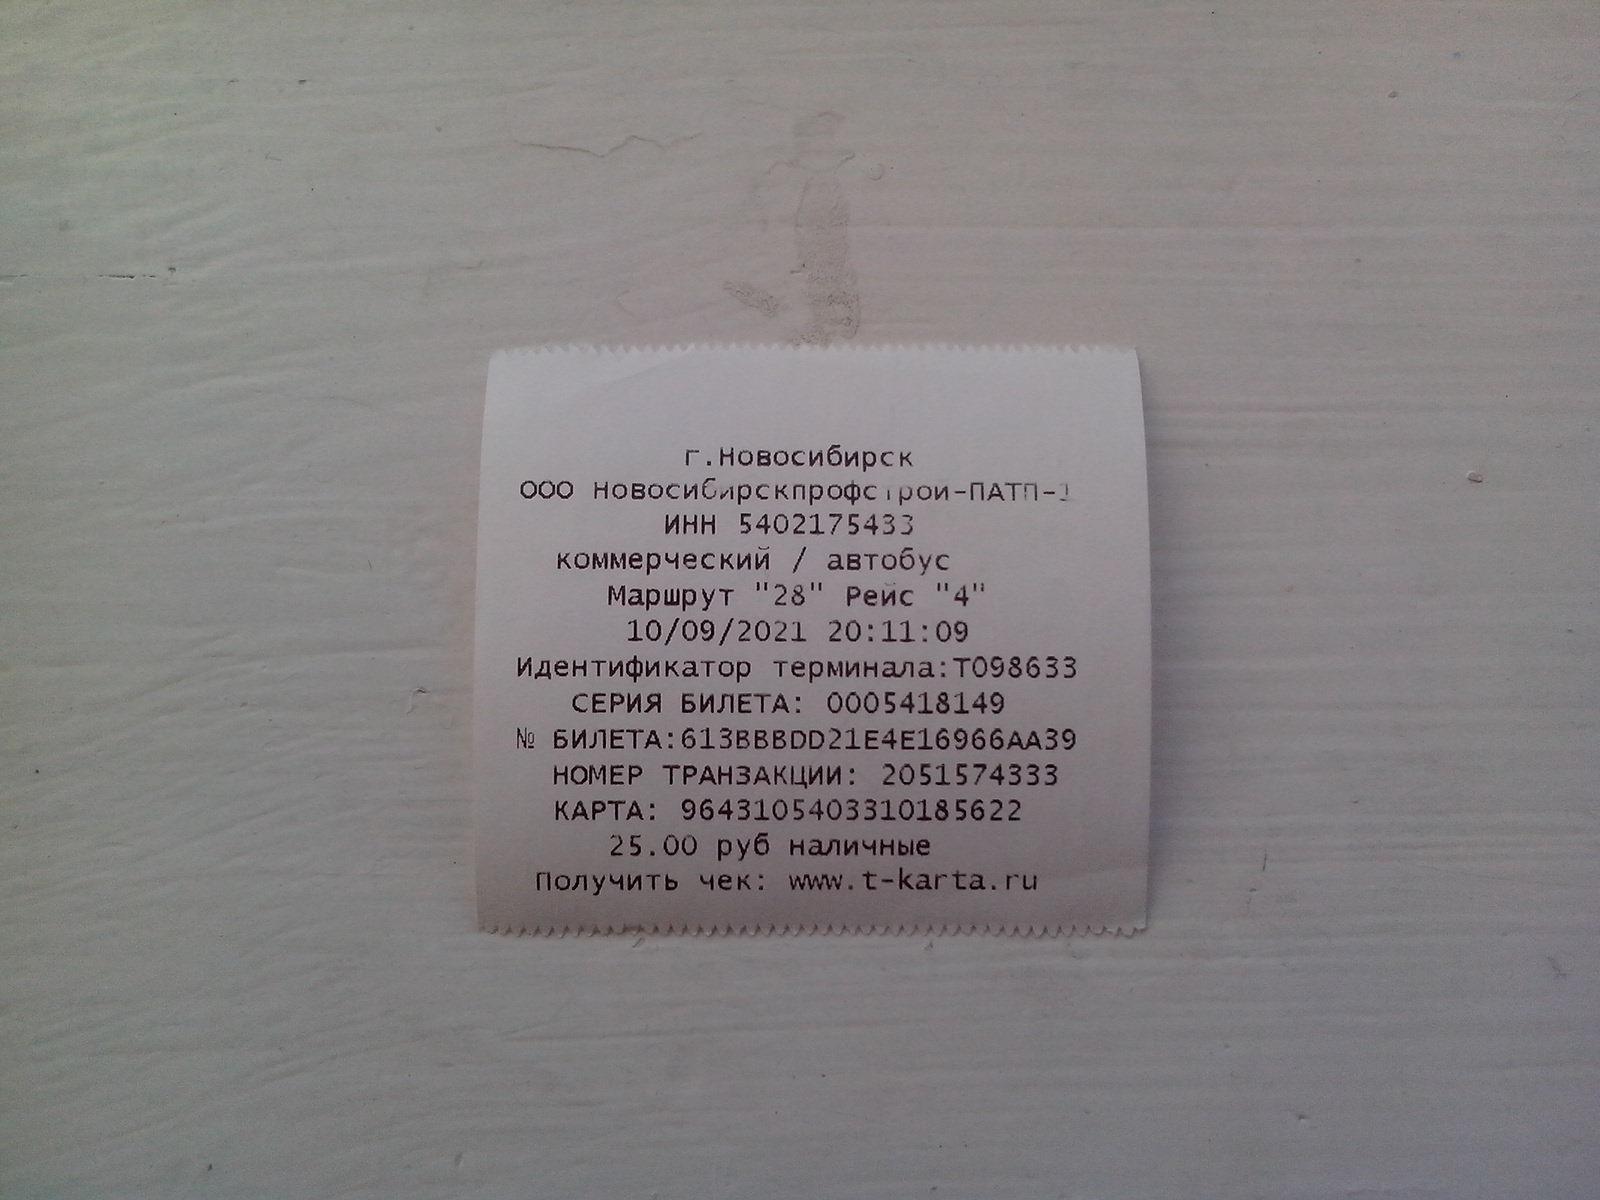 г.Новосибирск
ООО Новосибирскпрофстрой-ПАТП-1
ИНН 5402175433
коммерческий / автобус
Маршрут "28" Рейс "4"
10/09/2021 20:11:09
Идентификатор терминала:T098633
СЕРИЯ БИЛЕТА: 0005418149
№ БИЛЕТА:613BBBDD21E4E16966AA39
НОМЕР ТРАНЗАКЦИИ: 2051574333
КАРТА: 9643105403310185622
25.00 руб наличные
Получить чек: www.t-karta.ru